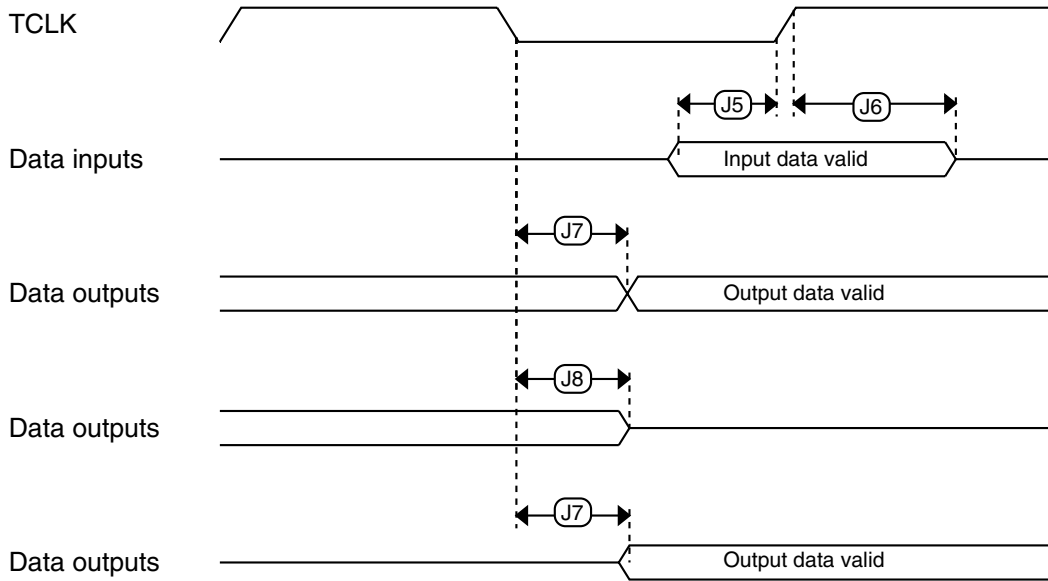 TCLK
J5
J6
Data inputs
Input data valid
J7
Data outputs
Output data valid
J8
Data outputs
J7
Data outputs
Output data valid